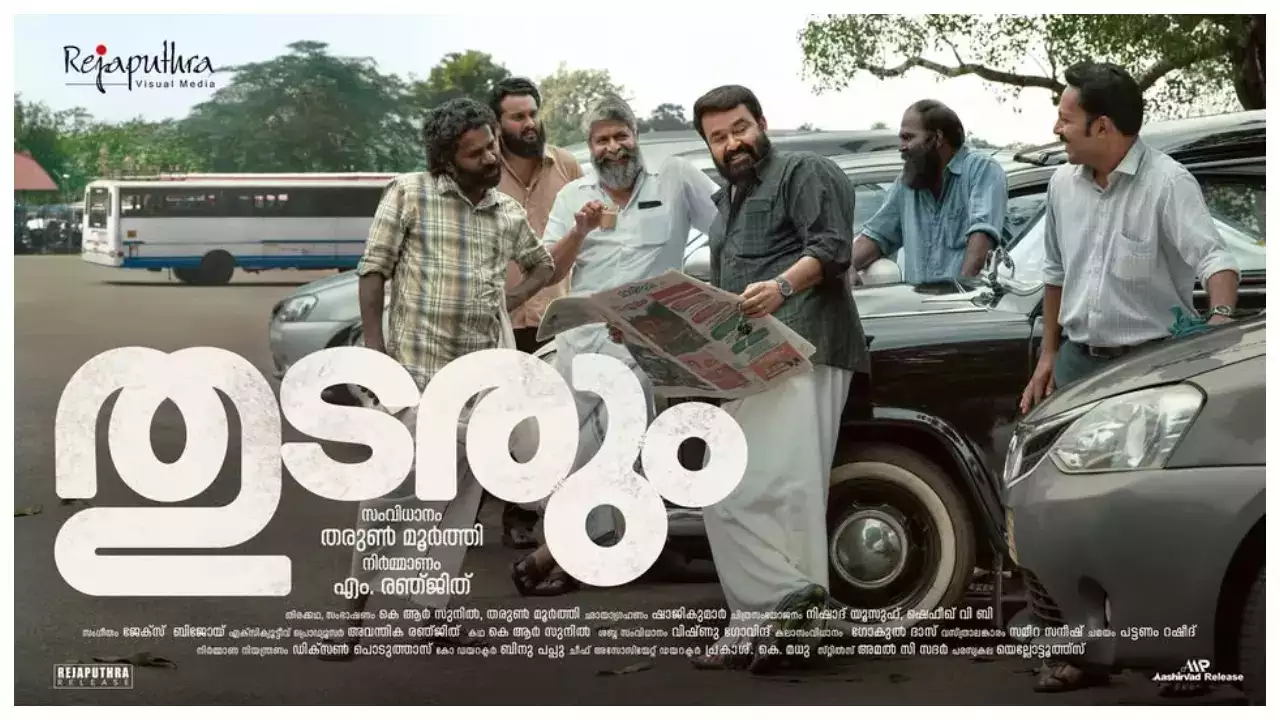 Rejaputhra
Visual Media
തുടരും
സംവിധാനം
തരുൺ മൂർത്തി
നിർമ്മാണം
എം. രഞ്ജിത്
തിരക്കഥ, സംഭാഷണം കെ ആർ സുനിൽ, തരുൺ മൂർത്തി ഛായാഗ്രഹണം ഷാജികുമാർ ചിത്രസംയോജനം നിഷാദ് യൂസുഫ്, ഷെഫീഖ് വി ബി
സംഗീതം ജേക്സ് ബിജോയ് എക്സിക്യൂട്ടീവ് പ്രൊഡ്യൂസർ അവന്തിക രഞ്ജിത് കഥ കെ ആർ സുനിൽ ശബ്ദ സംവിധാനം വിഷ്ണു ഗോവിന്ദ് കലാസംവിധാനം ഗോകുൽ ദാസ് വസ്ത്രാലങ്കാരം സമീറ സനീഷ് ചമയം പട്ടണം റഷീദ്
നിർമ്മാണ നിയന്ത്രണം ഡിക്സൺ പൊടുത്താസ് കോ ഡയറക്ടർ ബിനു പപ്പു ചീഫ് അസോസിയേറ്റ് ഡയറക്ടർ പ്രകാശ്. കെ. മധു സ്റ്റിൽസ് അമൽ സി സദർ പരസ്യകല യെല്ലോടൂത്ത്സ്
REJAPUTHRA
RELEASE
Aashirvad Release